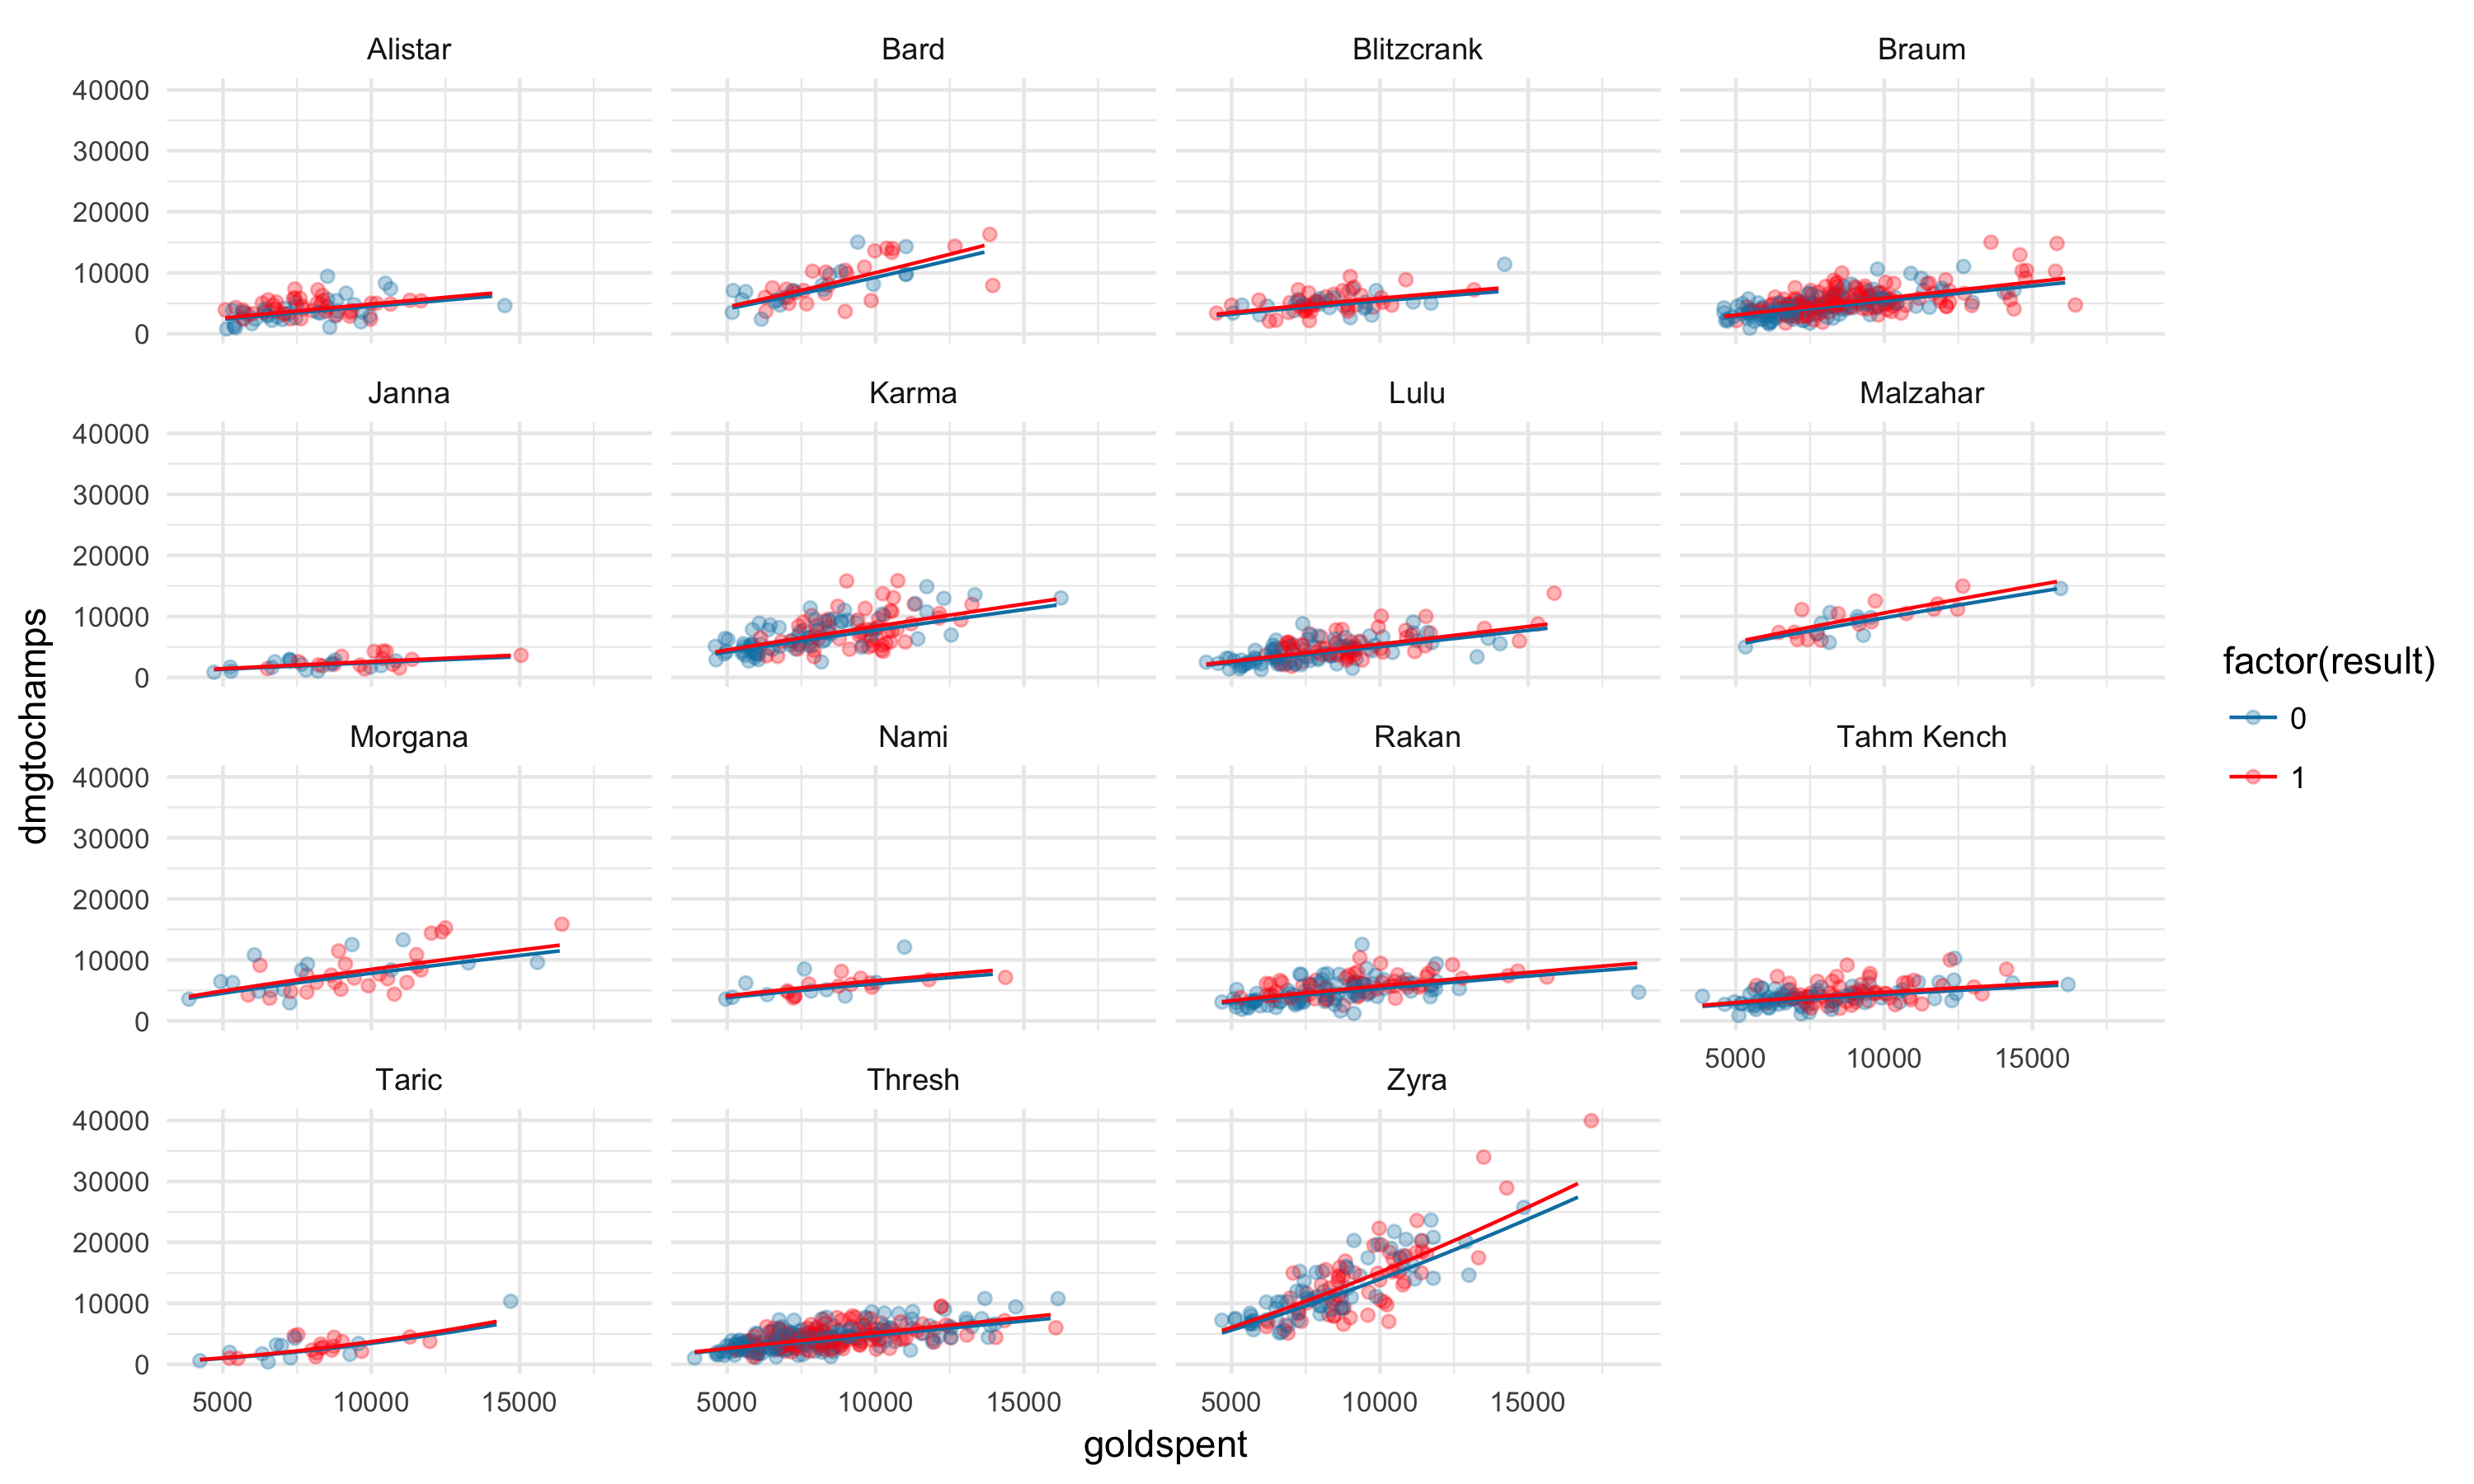 Alistar Bard Blitzcrank Braum
40000
30000
20000
10000
0
Janna Karma Lulu Malzahar
40000
30000
20000
10000
0
Morgana Nami Rakan Tahm Kench
40000
30000
20000
10000
0
5000 10000 15000
Taric Thresh Zyra
40000
30000
20000
10000
0
5000 10000 15000 5000 10000 15000 5000 10000 15000
goldspent
dmgtochamps
factor(result)
0
1